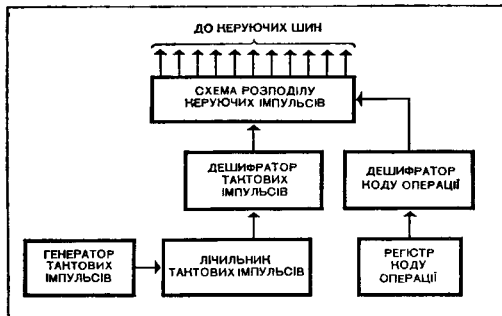 ДО КЕРУЮЧИХ ШИН
СХЕМА РОЗПОДІЛУ
КЕРУЮЧИХ ІМПУЛЬСІВ
ДЕШИФРАТОР
ТАКТОВИХ
ІМПУЛЬСІВ
ДЕШИФРАТОР
КОДУ ОПЕРАЦІЇ
ГЕНЕРАТОР
ТАКТОВИХ
ІМПУЛЬСІВ
ЛІЧИЛЬНИК
ТАКТОВИХ ІМПУЛЬСІВ
РЕГІСТР
КОДУ
ОПЕРАЦІЇ